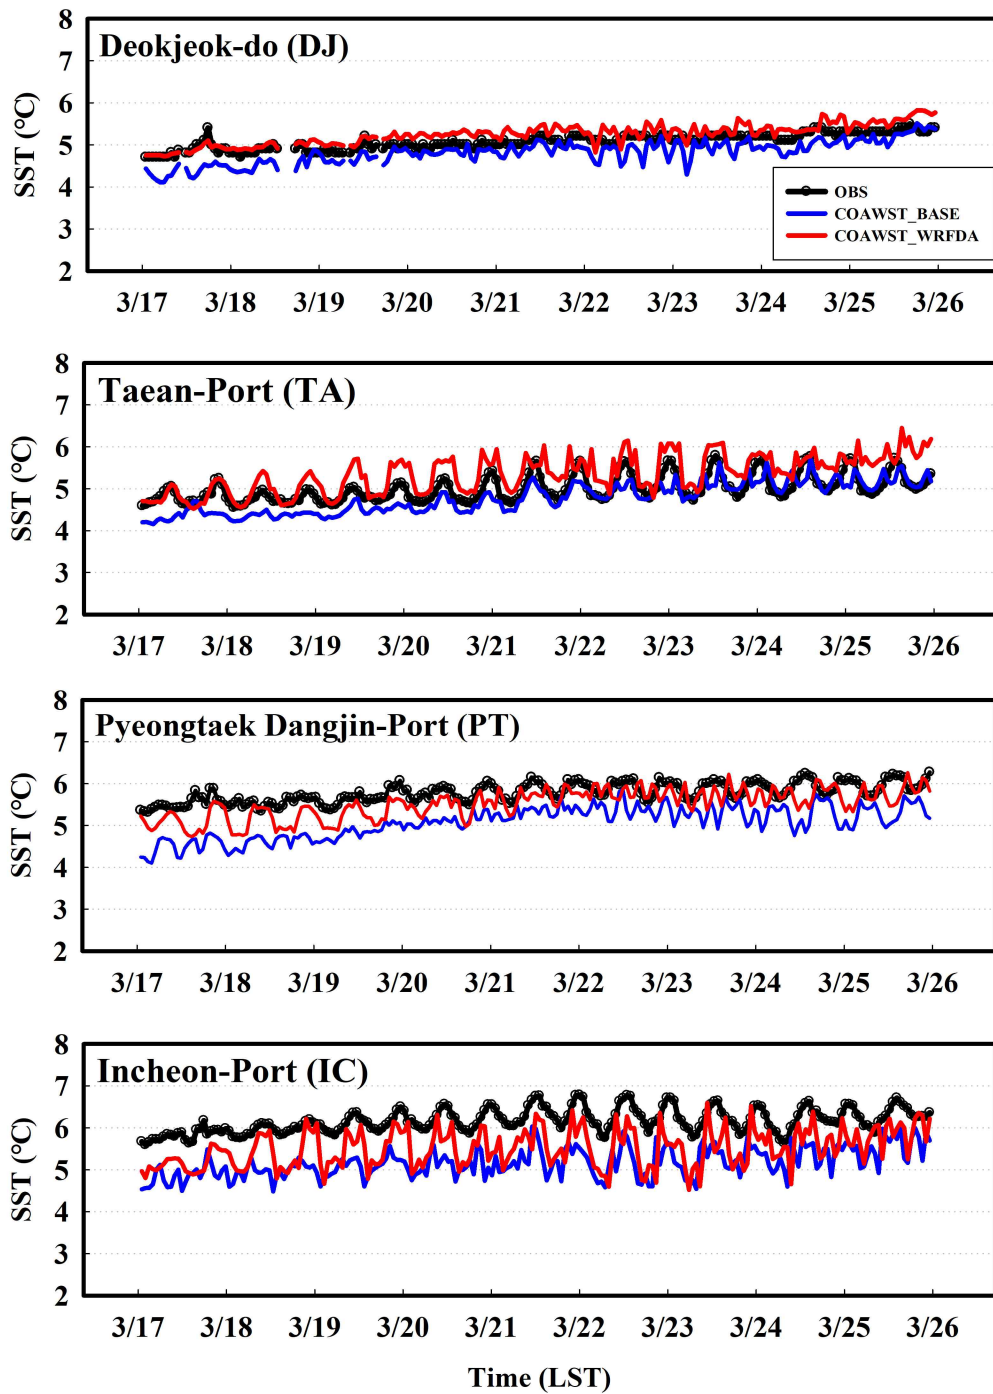 8
Deokjeok-do (DJ)
7
6
5
4
3
2
SST (°C)
OBS
COAWST_BASE
COAWST_WRFDA
3/17 3/18 3/19 3/20 3/21 3/22 3/23 3/24 3/25 3/26
8
Taean-Port (TA)
7
6
5
4
3
2
SST (°C)
3/17 3/18 3/19 3/20 3/21 3/22 3/23 3/24 3/25 3/26
8
Pyeongtaek Dangjin-Port (PT)
7
6
5
4
3
2
SST (°C)
3/17 3/18 3/19 3/20 3/21 3/22 3/23 3/24 3/25 3/26
8
Incheon-Port (IC)
7
6
5
4
3
2
SST (°C)
3/17 3/18 3/19 3/20 3/21 3/22 3/23 3/24 3/25 3/26
Time (LST)